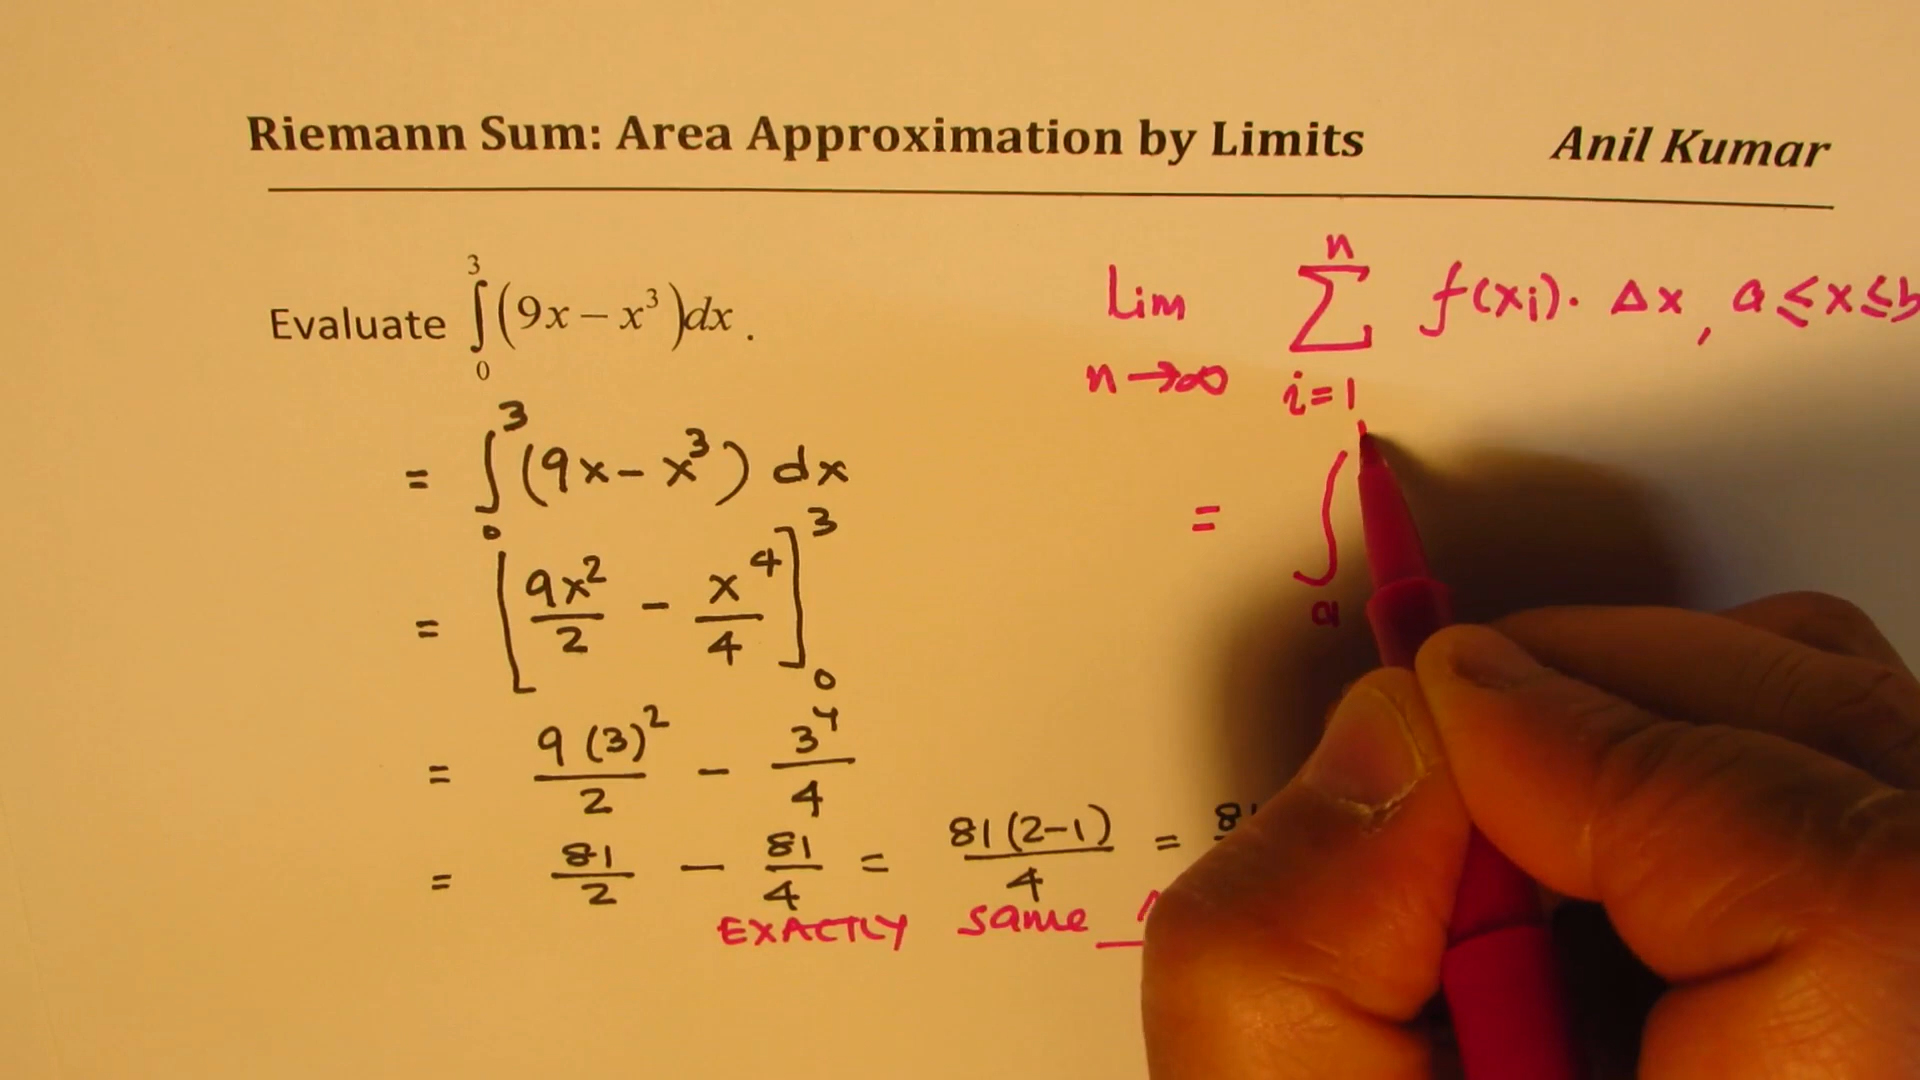 Riemann Sum: Area Approximation by Limits Anil Kumar
Evaluate ∫₀³ (9x − x³)dx .
= ∫₀³ (9x − x³) dx
= [9x²/2 − x⁴/4]₀³
= 9(3)²/2 − 3⁴/4
= 81/2 − 81/4 = 81(2−1)/4 =
EXACTLY same
Lim n→∞ Σ i=1 n f(xi)· Δx, a≤x≤b
= ∫ a